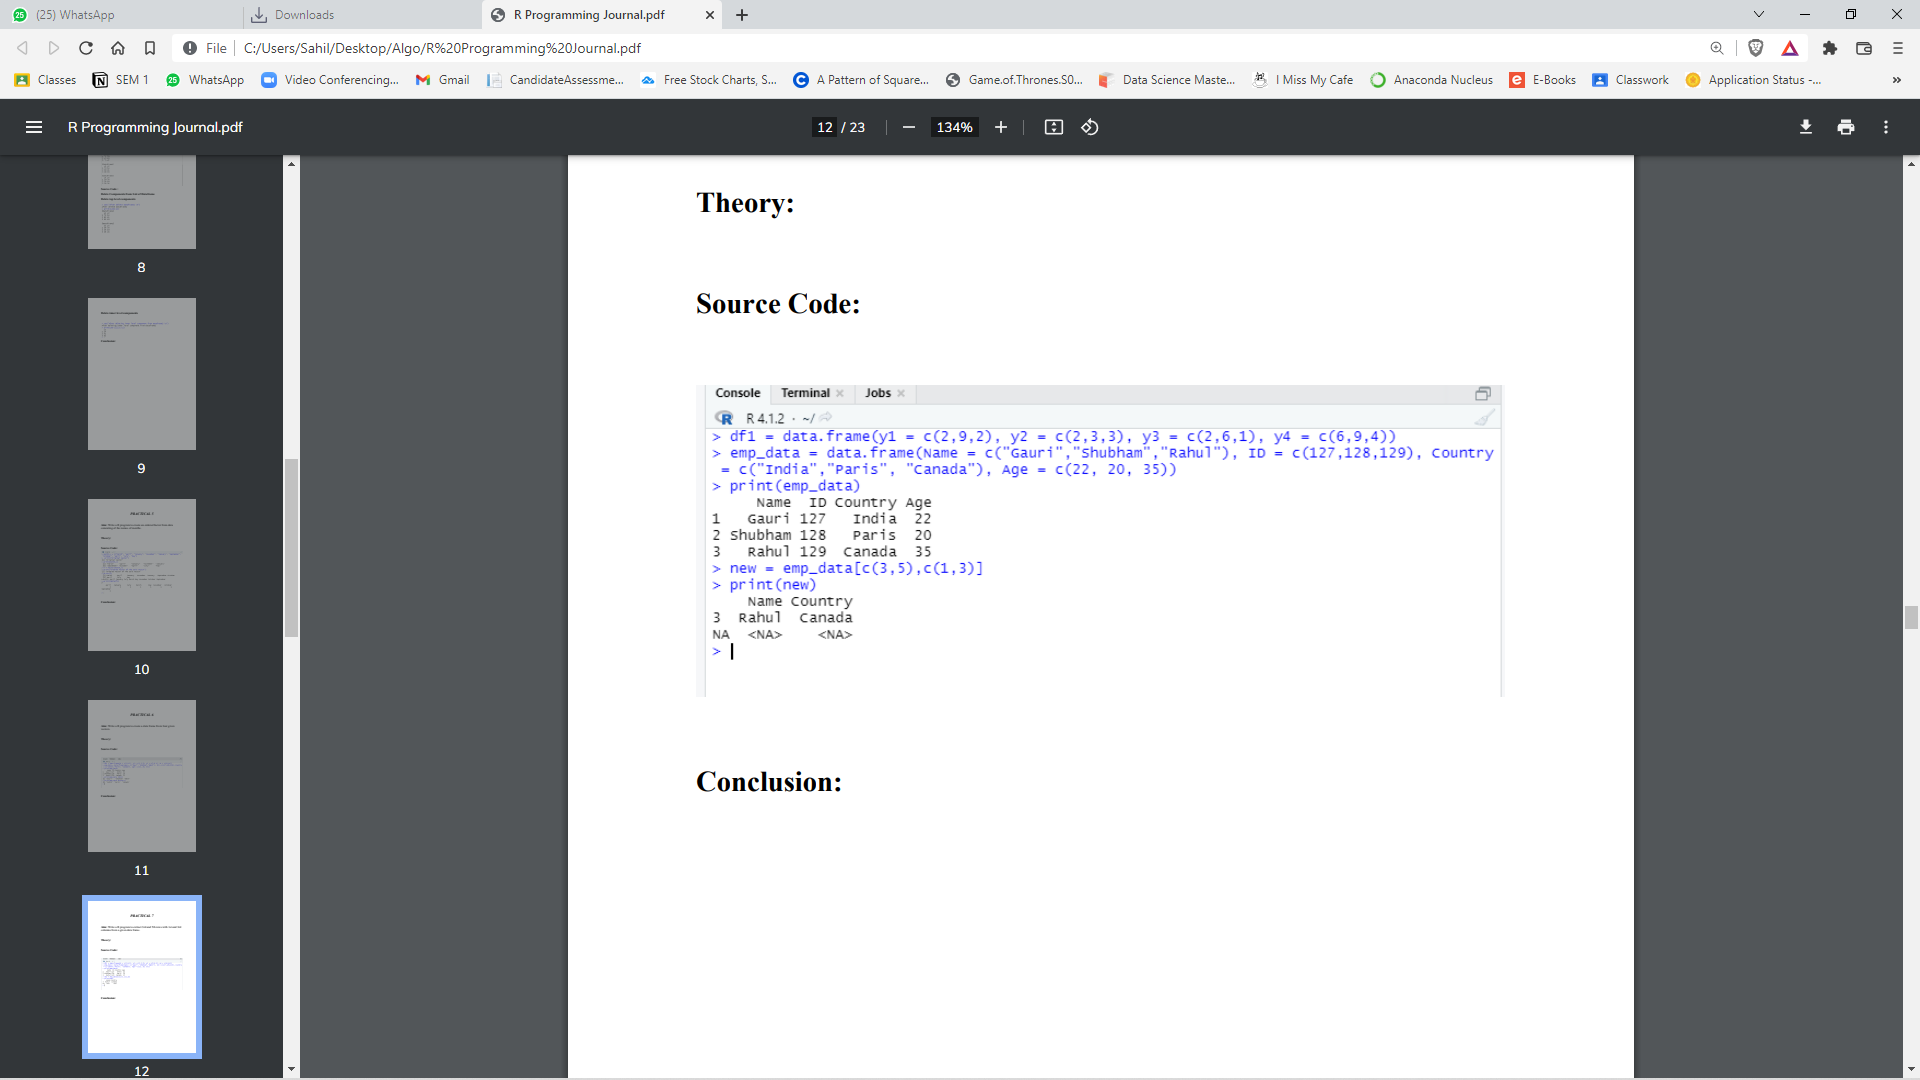 (25) WhatsApp
Downloads
R Programming Journal.pdf
File
C:/Users/Sahil/Desktop/Algo/R%20Programming%20Journal.pdf
Classes
SEM 1
WhatsApp
Video Conferencing...
Gmail
CandidateAssessme...
Free Stock Charts, S...
A Pattern of Square...
Game.of.Thrones.S0...
Data Science Maste...
I Miss My Cafe
Anaconda Nucleus
E-Books
Classwork
Application Status -...
R Programming Journal.pdf
12 / 23
134%
8
9
10
11
12
Theory:
Source Code:
Console Terminal Jobs
R 4.1.2 · ~/
> df1 = data.frame(y1 = c(2,9,2), y2 = c(2,3,3), y3 = c(2,6,1), y4 = c(6,9,4))
> emp_data = data.frame(Name = c("Gauri","Shubham","Rahul"), ID = c(127,128,129), Country
= c("India","Paris", "Canada"), Age = c(22, 20, 35))
> print(emp_data)
Name ID Country Age
1 Gauri 127 India 22
2 Shubham 128 Paris 20
3 Rahul 129 Canada 35
> new = emp_data[c(3,5),c(1,3)]
> print(new)
Name Country
3 Rahul Canada
NA <NA> <NA>
>
Conclusion: